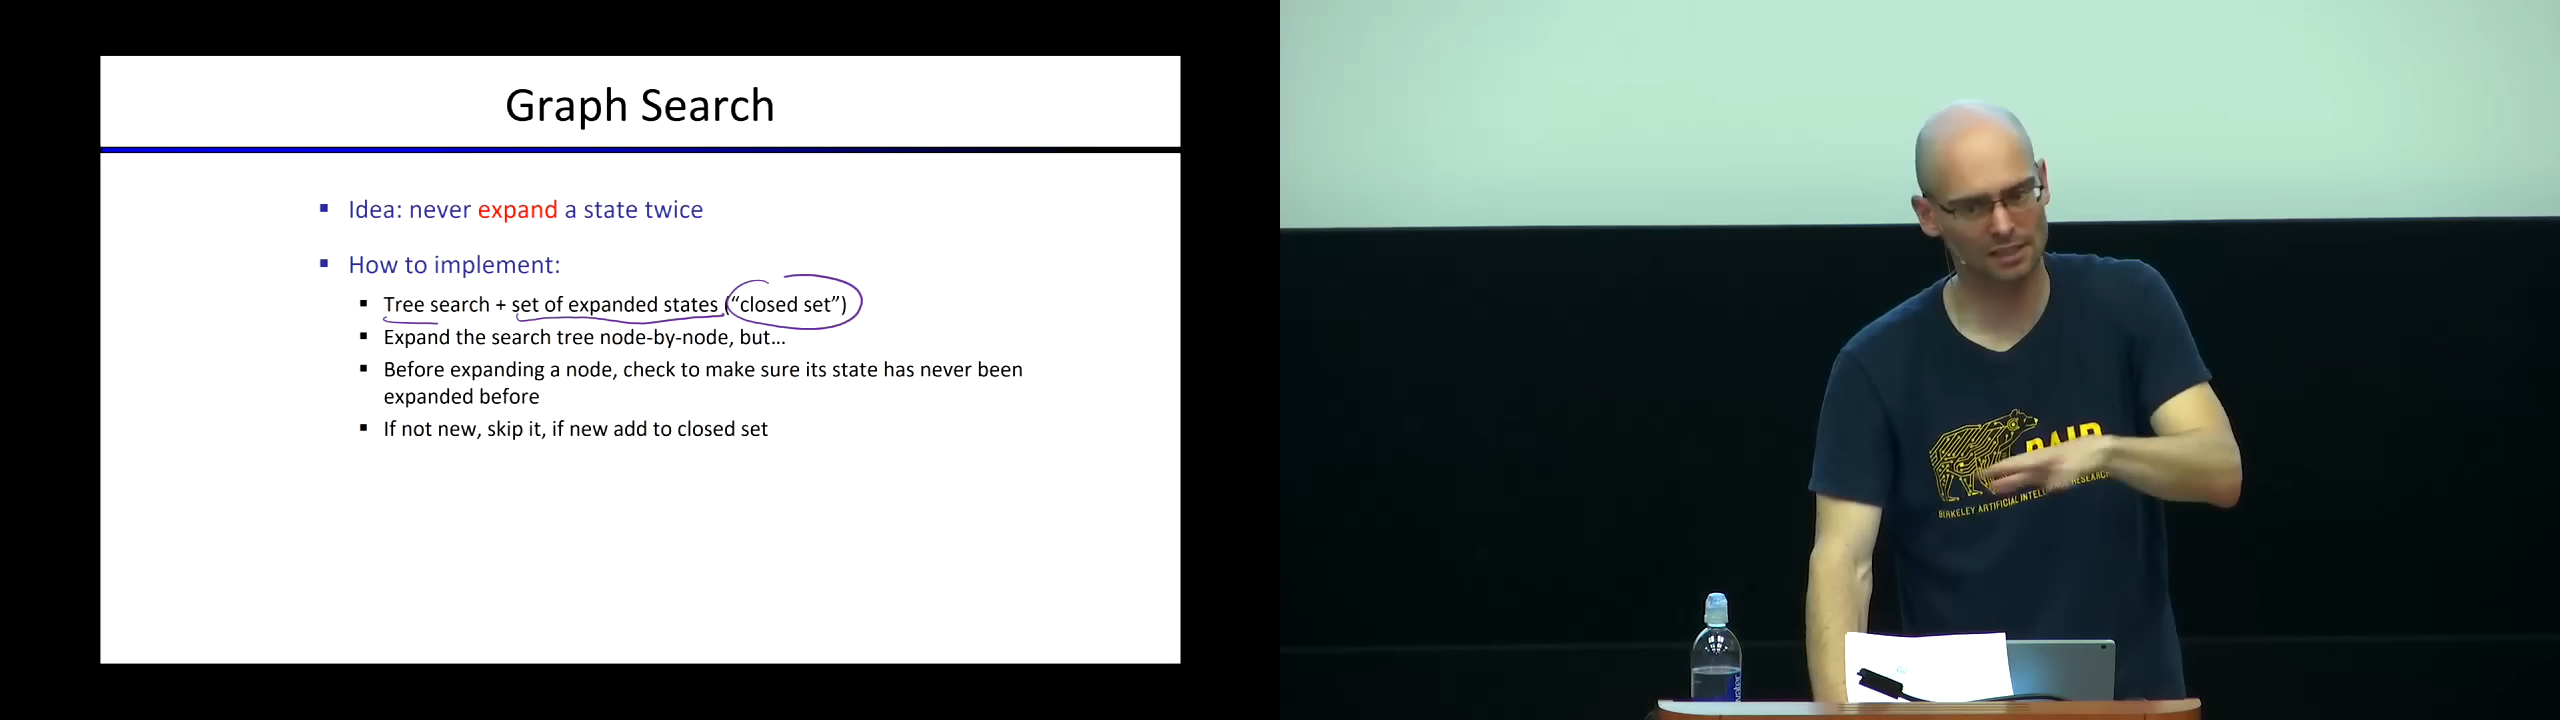 Graph Search
▪ Idea: never expand a state twice
▪ How to implement:
▪ Tree search + set of expanded states (“closed set”)
▪ Expand the search tree node-by-node, but...
▪ Before expanding a node, check to make sure its state has never been
expanded before
▪ If not new, skip it, if new add to closed set
BERKELEY ARTIFICIAL INTELLIGENCE RESEARCH